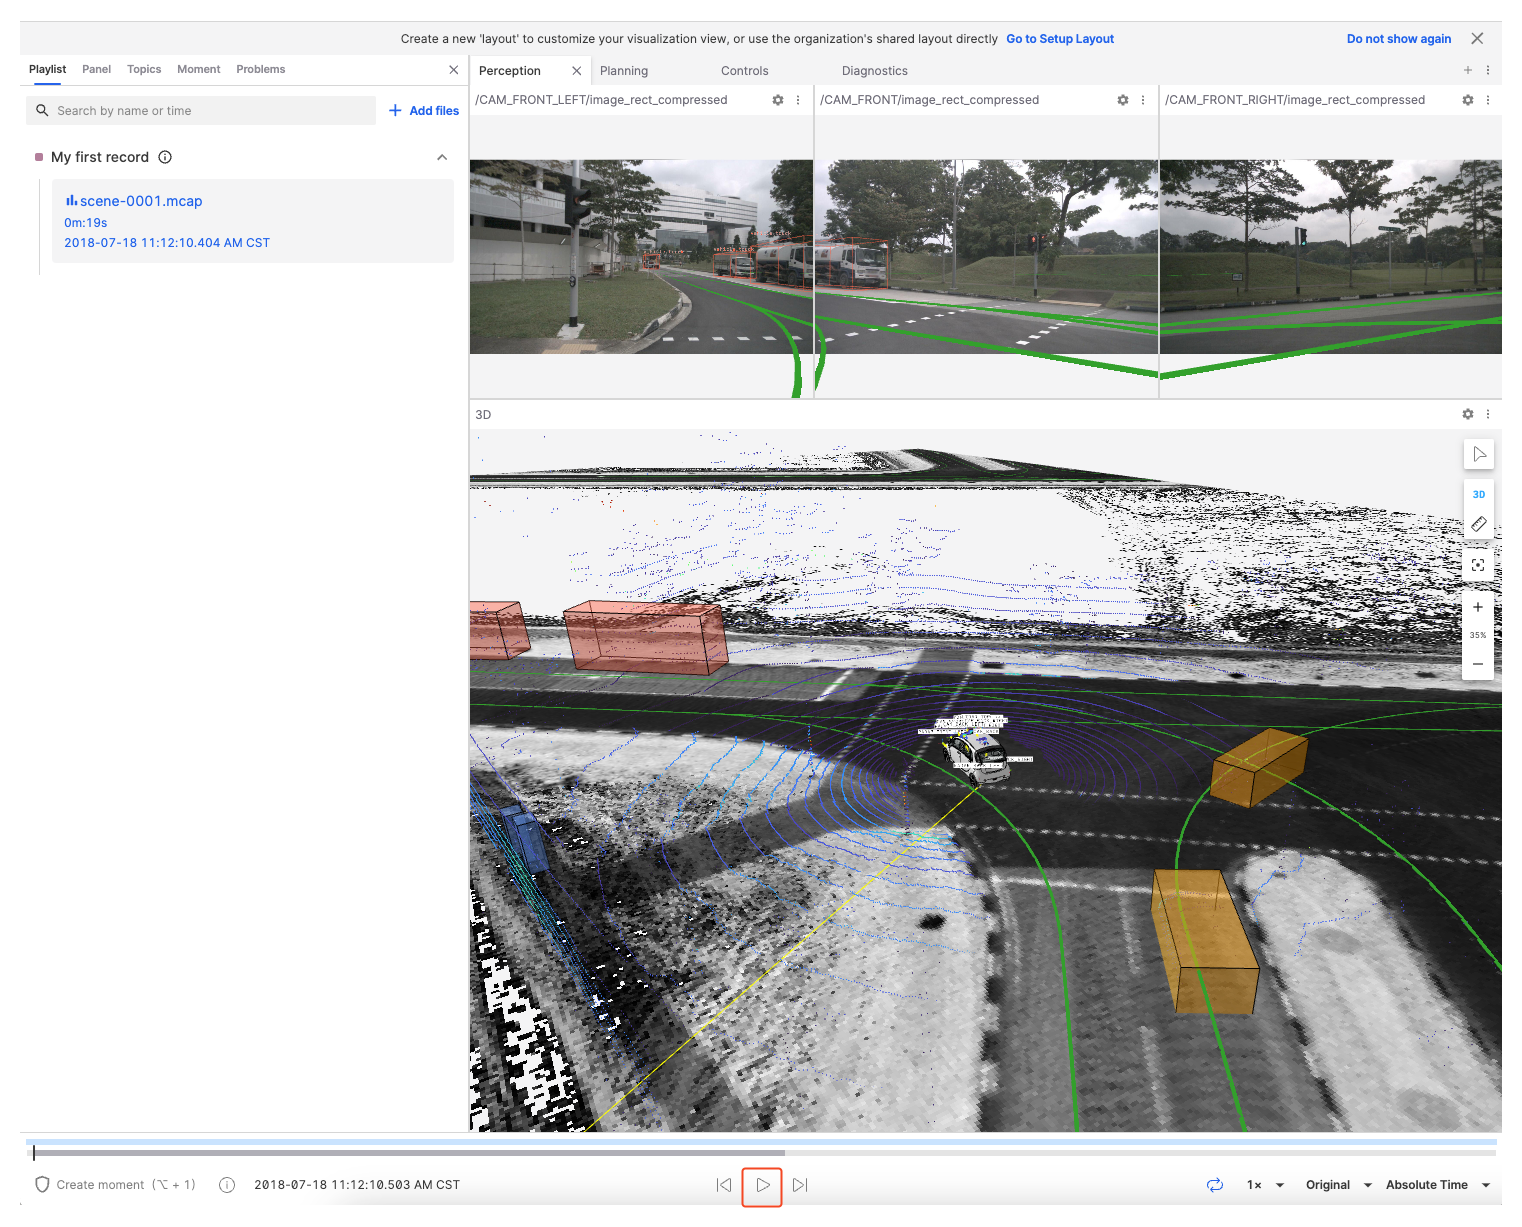 Create a new 'layout' to customize your visualization view, or use the organization's shared layout directly Go to Setup Layout Do not show again
Playlist Panel Topics Moment Problems
Perception Planning Controls Diagnostics
Search by name or time
Add files
/CAM_FRONT_LEFT/image_rect_compressed
/CAM_FRONT/image_rect_compressed
/CAM_FRONT_RIGHT/image_rect_compressed
My first record
scene-0001.mcap
0m:19s
2018-07-18 11:12:10.404 AM CST
3D
3D
35%
Create moment (⌥ + 1)
2018-07-18 11:12:10.503 AM CST
1×
Original
Absolute Time